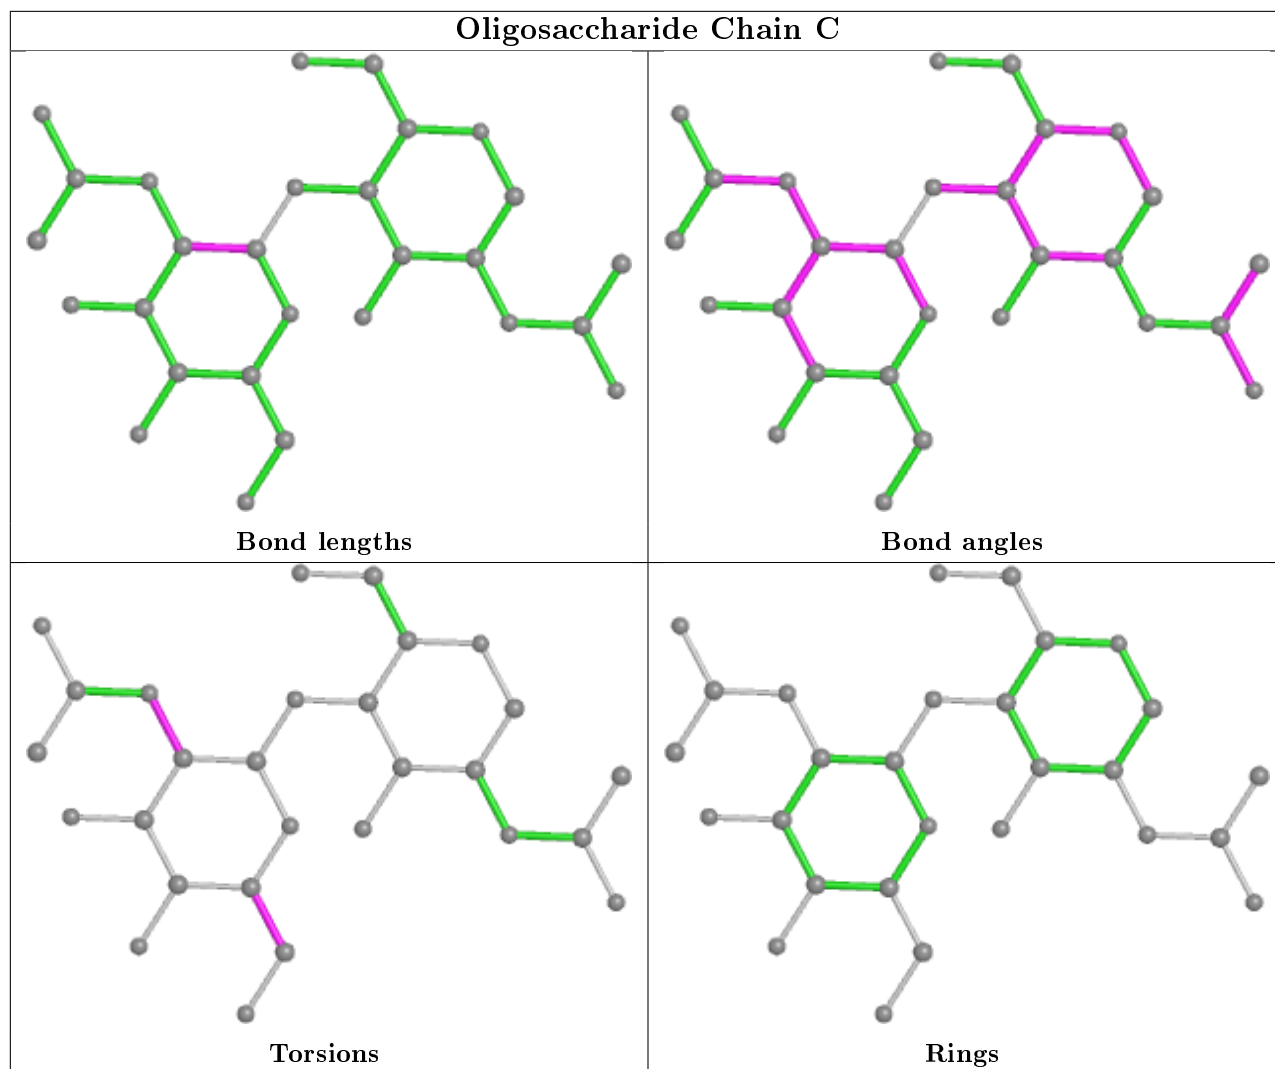 Oligosaccharide Chain C
Bond lengths
Bond angles
Torsions
Rings